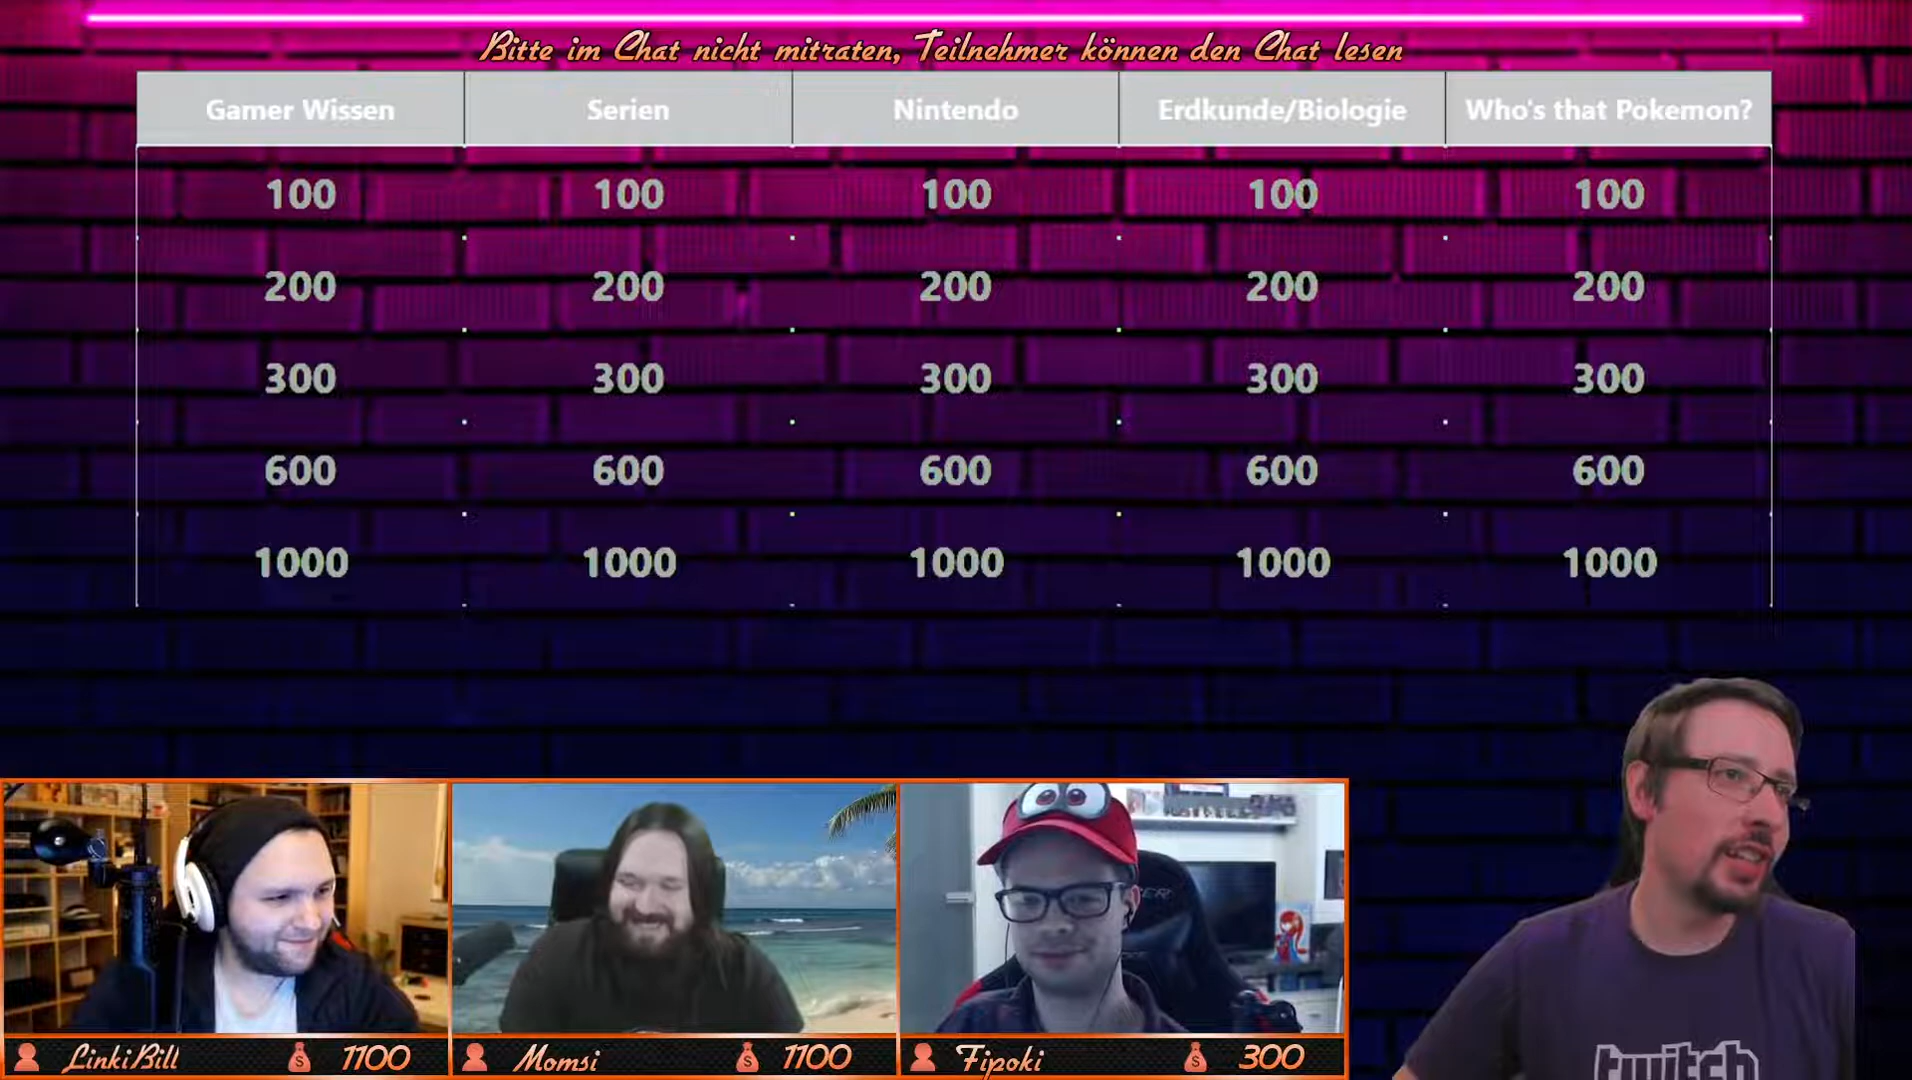 Bitte im Chat nicht mitraten, Teilnehmer können den Chat lesen
Gamer Wissen Serien Nintendo Erdkunde/Biologie Who's that Pokemon?
100 100 100 100 100
200 200 200 200 200
300 300 300 300 300
600 600 600 600 600
1000 1000 1000 1000 1000
LinkiBill 1100 Momsi 1100 Fipoki 300
twitch